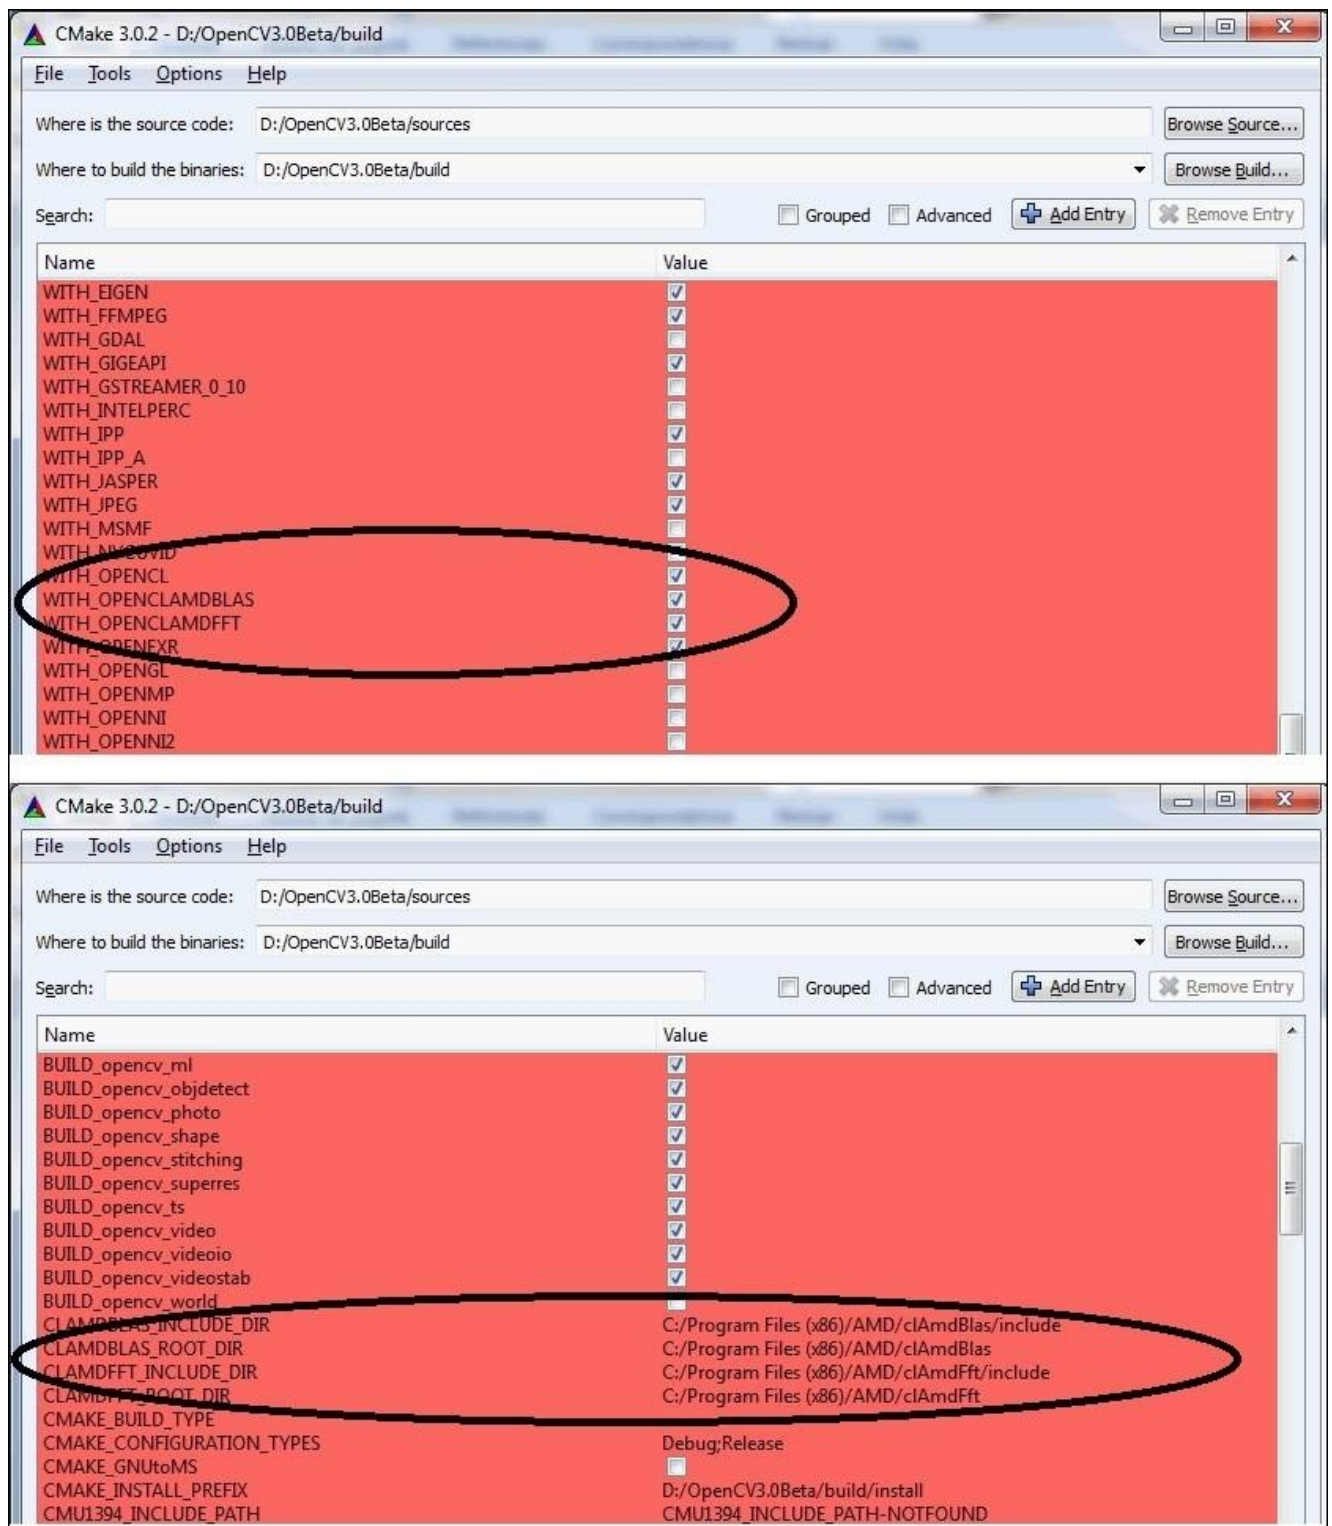 CMake 3.0.2 - D:/OpenCV3.0Beta/build
File Tools Options Help
Where is the source code: D:/OpenCV3.0Beta/sources Browse Source...
Where to build the binaries: D:/OpenCV3.0Beta/build Browse Build...
Search: Grouped Advanced Add Entry Remove Entry
Name Value
WITH_EIGEN
WITH_FFMPEG
WITH_GDAL
WITH_GIGEAPI
WITH_GSTREAMER_0_10
WITH_INTELPERC
WITH_IPP
WITH_IPP_A
WITH_JASPER
WITH_JPEG
WITH_MSMF
WITH_NVCUVID
WITH_OPENCL
WITH_OPENCLAMDBLAS
WITH_OPENCLAMDFFT
WITH_OPENEXR
WITH_OPENGL
WITH_OPENMP
WITH_OPENNI
WITH_OPENNI2
CMake 3.0.2 - D:/OpenCV3.0Beta/build
File Tools Options Help
Where is the source code: D:/OpenCV3.0Beta/sources Browse Source...
Where to build the binaries: D:/OpenCV3.0Beta/build Browse Build...
Search: Grouped Advanced Add Entry Remove Entry
Name Value
BUILD_opencv_ml
BUILD_opencv_objdetect
BUILD_opencv_photo
BUILD_opencv_shape
BUILD_opencv_stitching
BUILD_opencv_superres
BUILD_opencv_ts
BUILD_opencv_video
BUILD_opencv_videoio
BUILD_opencv_videostab
BUILD_opencv_world
CLAMDBLAS_INCLUDE_DIR C:/Program Files (x86)/AMD/clAmdBlas/include
CLAMDBLAS_ROOT_DIR C:/Program Files (x86)/AMD/clAmdBlas
CLAMDFFT_INCLUDE_DIR C:/Program Files (x86)/AMD/clAmdFft/include
CLAMDFFT_ROOT_DIR C:/Program Files (x86)/AMD/clAmdFft
CMAKE_BUILD_TYPE
CMAKE_CONFIGURATION_TYPES Debug;Release
CMAKE_GNUtoMS
CMAKE_INSTALL_PREFIX D:/OpenCV3.0Beta/build/install
CMU1394_INCLUDE_PATH CMU1394_INCLUDE_PATH-NOTFOUND